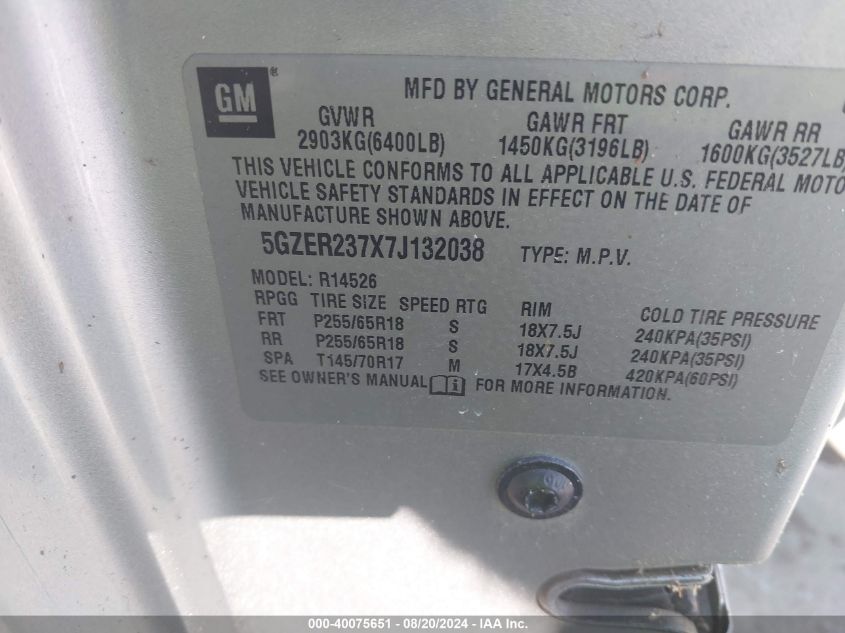 GM®
MFD BY GENERAL MOTORS CORP.
GVWR GAWR FRT GAWR RR
2903KG(6400LB) 1450KG(3196LB) 1600KG(3527LB)
THIS VEHICLE CONFORMS TO ALL APPLICABLE U.S. FEDERAL MOTO
VEHICLE SAFETY STANDARDS IN EFFECT ON THE DATE OF
MANUFACTURE SHOWN ABOVE.
5GZER237X7J132038 TYPE: M.P.V.
MODEL: R14526
RPGG TIRE SIZE SPEED RTG RIM COLD TIRE PRESSURE
FRT P255/65R18 S 18X7.5J 240KPA(35PSI)
RR P255/65R18 S 18X7.5J 240KPA(35PSI)
SPA T145/70R17 M 17X4.5B 420KPA(60PSI)
SEE OWNER'S MANUAL FOR MORE INFORMATION.
000-40075651 - 08/20/2024 - IAA Inc.